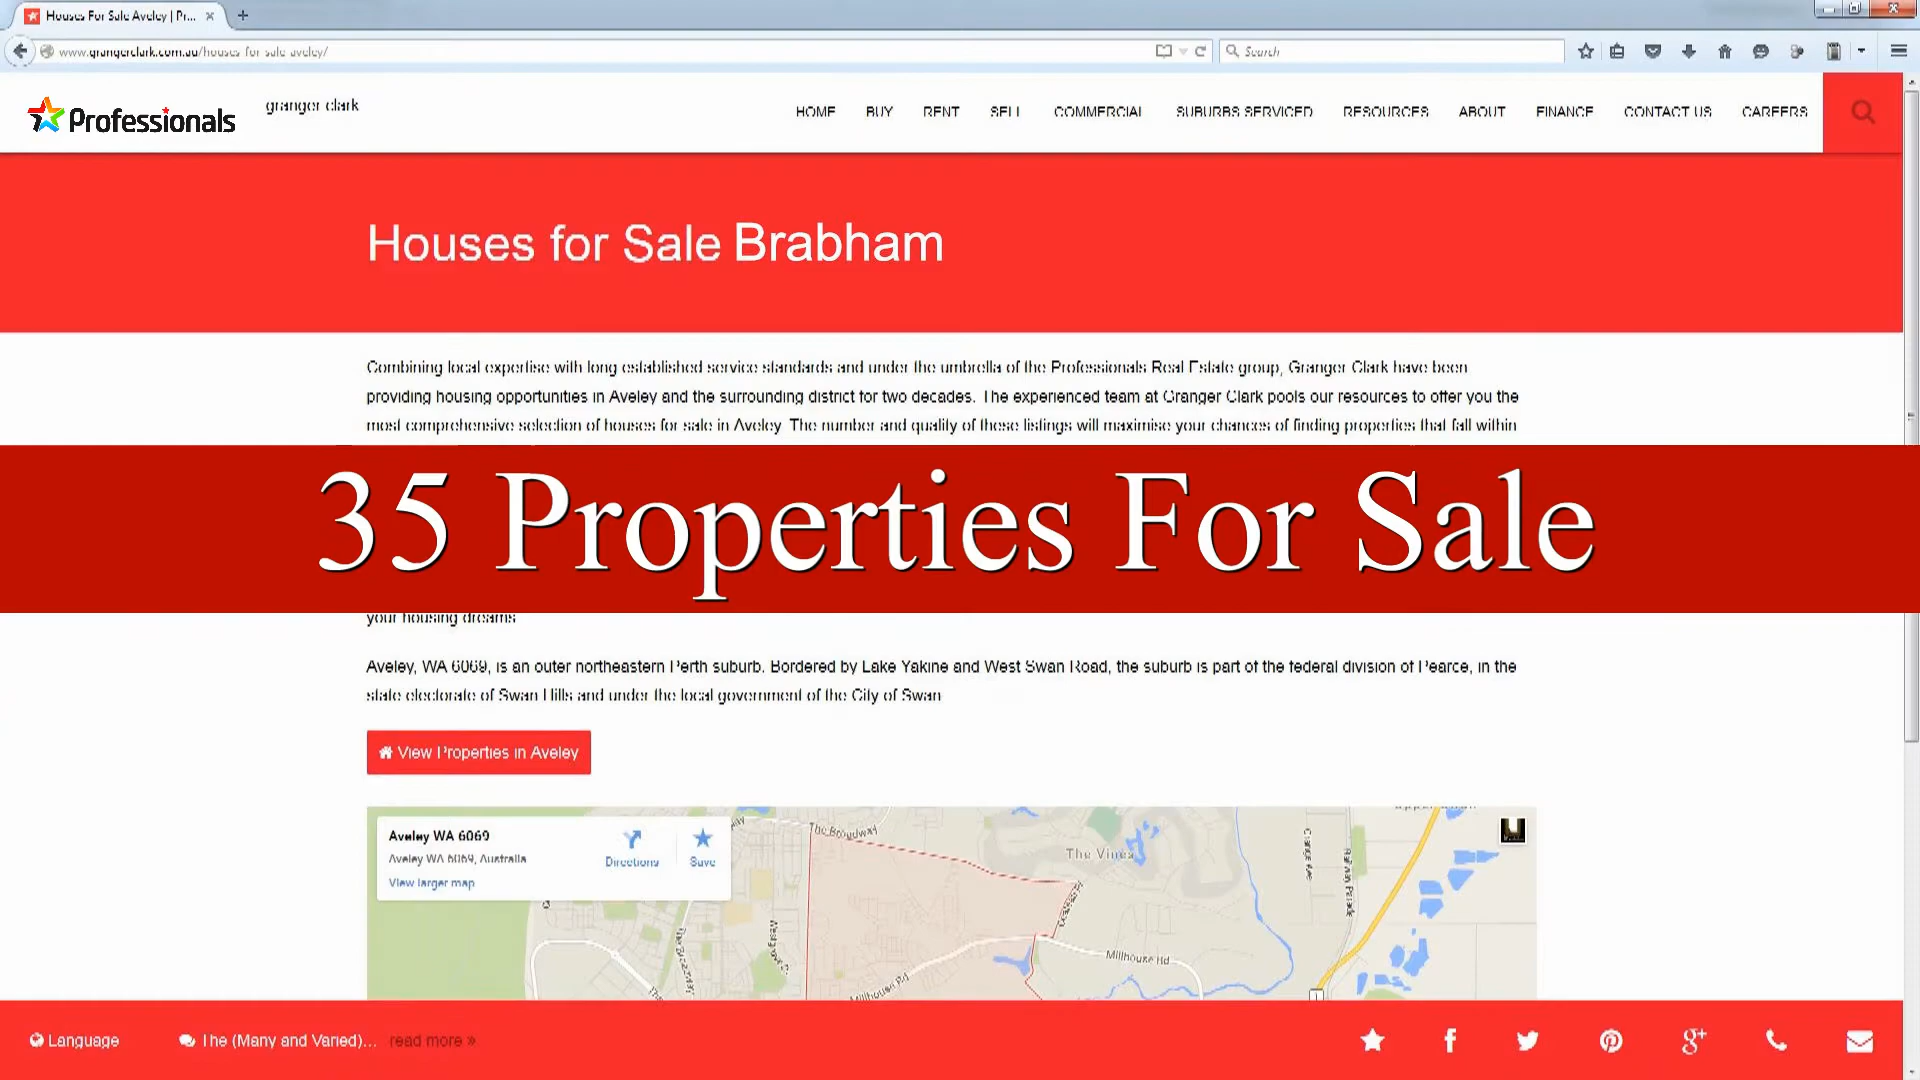 Houses For Sale Aveley | Pr...
www.grangerclark.com.au/houses-for-sale-aveley/
Search
Professionals
granger clark
HOME BUY RENT SELL COMMERCIAL SUBURBS SERVICED RESOURCES ABOUT FINANCE CONTACT US CAREERS
Houses for Sale Brabham
Combining local expertise with long established service standards and under the umbrella of the Professionals Real Estate group, Granger Clark have been
providing housing opportunities in Aveley and the surrounding district for two decades. The experienced team at Granger Clark pools our resources to offer you the
most comprehensive selection of houses for sale in Aveley. The number and quality of these listings will maximise your chances of finding properties that fall within
35 Properties For Sale
your housing dreams.
Aveley, WA 6069, is an outer northeastern Perth suburb. Bordered by Lake Yakine and West Swan Road, the suburb is part of the federal division of Pearce, in the
state electorate of Swan Hills and under the local government of the City of Swan.
View Properties in Aveley
Aveley WA 6069
Aveley WA 6069, Australia
View larger map
Directions
Save
The Broadway
The Vines
Millhouse Rd
Millhouse Rd
Railway Parade
Language
The (Many and Varied)... read more »